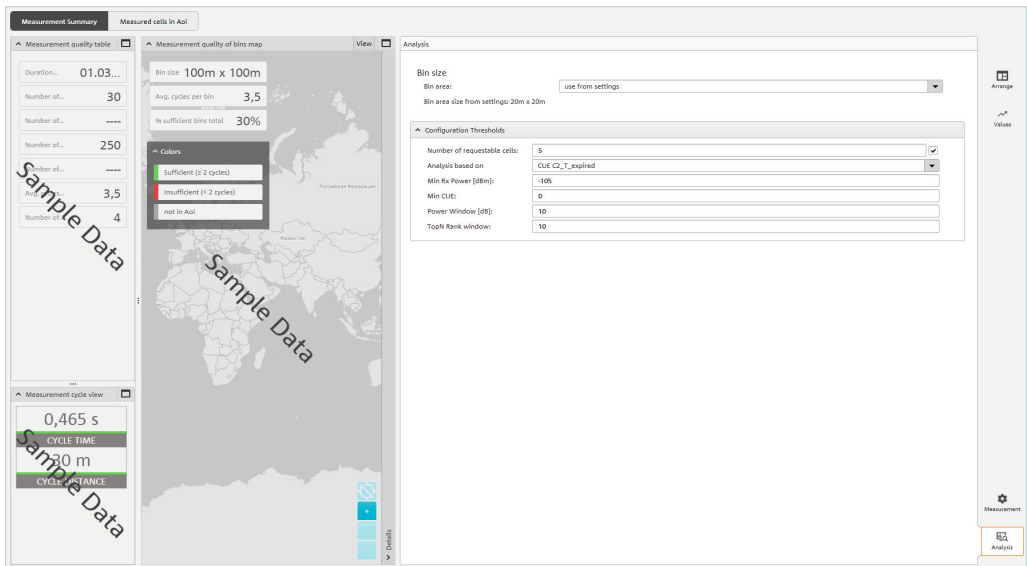 Measurement Summary
Measured cells in AoI
Measurement quality table
Duration... 01.03...
Number of... 30
Number of... ----
Number of... 250
Number of... ----
Avg. cycles... 3,5
Number of... 4
Sample Data
Measurement cycle view
0,465 s
CYCLE TIME
30 m
CYCLE DISTANCE
Sample Data
Measurement quality of bins map
View
Bin size 100m x 100m
Avg. cycles per bin 3,5
% sufficient bins total 30%
Colors
Sufficient (≥ 2 cycles)
Insufficient (< 2 cycles)
not in AoI
Российская Федерация
Казахстан
Sample Data
+
Details
Analysis
Bin size
Bin area: use from settings
Bin area size from settings: 20m x 20m
Configuration Thresholds
Number of requestable cells: 5
Analysis based on CUE C2_T_expired
Min Rx Power [dBm]: -105
Min CUE: 0
Power Window [dB]: 10
TopN Rank window: 10
Arrange
Values
Measurement
Analysis